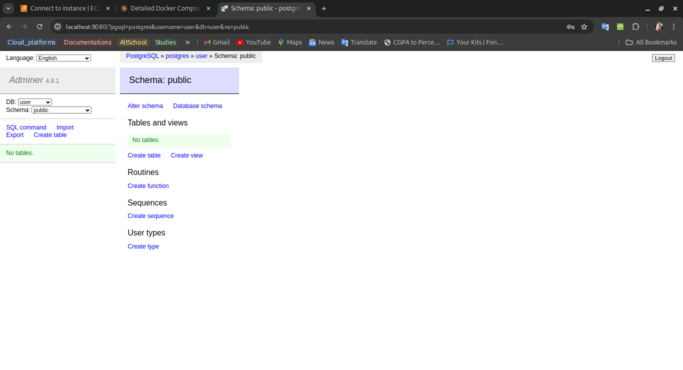 Connect to instance | EC
Detailed Docker Compo
Schema: public - postgre
localhost:8080/?pgsql=postgres&username=user&db=user&ns=public
Cloud_platforms
Documentations
AltSchool
Studies
»
Gmail
YouTube
Maps
News
Translate
CGPA to Perce...
Your Kits | Fon...
All Bookmarks
Language: English
PostgreSQL » postgres » user » Schema: public
Logout
Adminer 4.8.1
Schema: public
DB: user
Schema: public
Alter schema Database schema
SQL command Import
Export Create table
Tables and views
No tables.
No tables.
Create table Create view
Routines
Create function
Sequences
Create sequence
User types
Create type